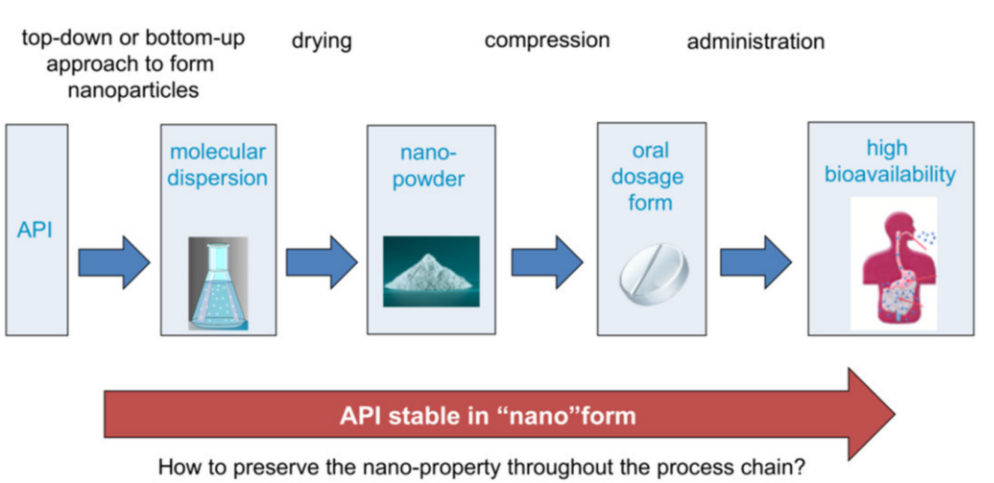 top-down or bottom-up
approach to form
nanoparticles
drying
compression
administration
API
molecular
dispersion
nano-
powder
oral
dosage
form
high
bioavailability
API stable in “nano”form
How to preserve the nano-property throughout the process chain?